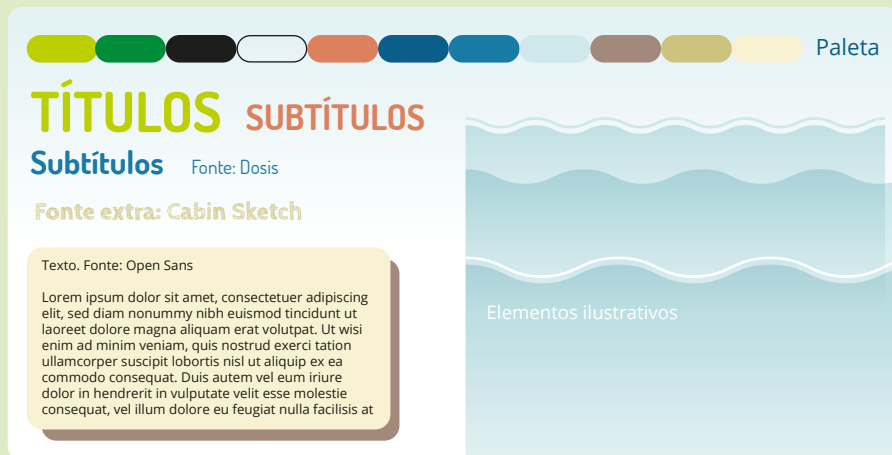 Paleta
TÍTULOS
SUBTÍTULOS
Subtítulos
Fonte: Dosis
Fonte extra: Cabin Sketch
Texto. Fonte: Open Sans
Lorem ipsum dolor sit amet, consectetuer adipiscing
elit, sed diam nonummy nibh euismod tincidunt ut
laoreet dolore magna aliquam erat volutpat. Ut wisi
enim ad minim veniam, quis nostrud exerci tation
ullamcorper suscipit lobortis nisl ut aliquip ex ea
commodo consequat. Duis autem vel eum iriure
dolor in hendrerit in vulputate velit esse molestie
consequat, vel illum dolore eu feugiat nulla facilisis at
Elementos ilustrativos